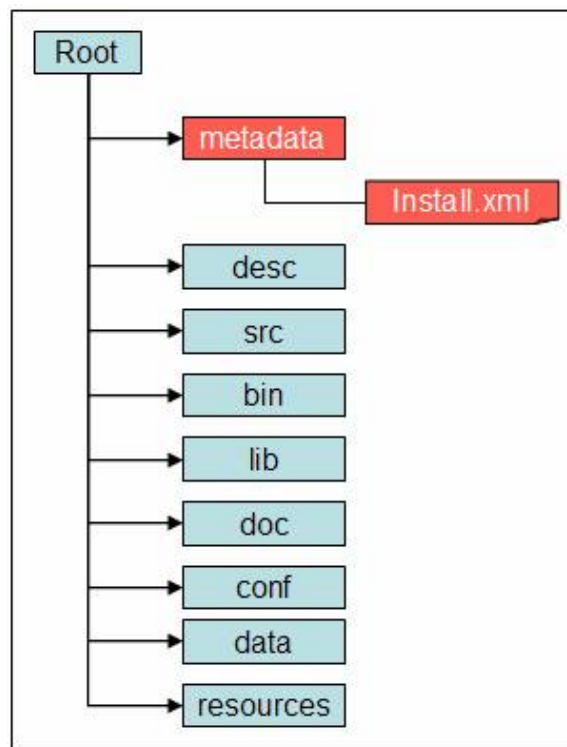 Root
metadata
Install.xml
desc
src
bin
lib
doc
conf
data
resources